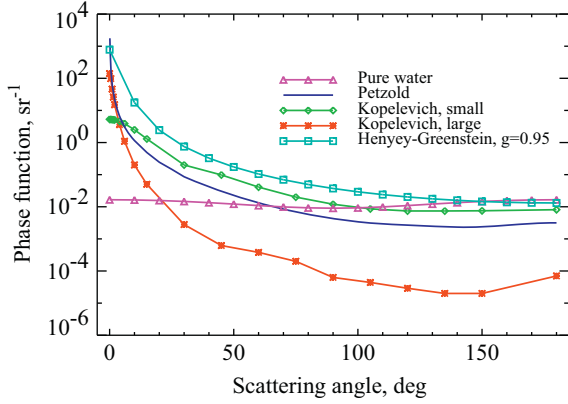 10^4
10^2
10^0
10^-2
10^-4
10^-6
Phase function, sr^-1
Pure water
Petzold
Kopelevich, small
Kopelevich, large
Henyey-Greenstein, g=0.95
0 50 100 150
Scattering angle, deg